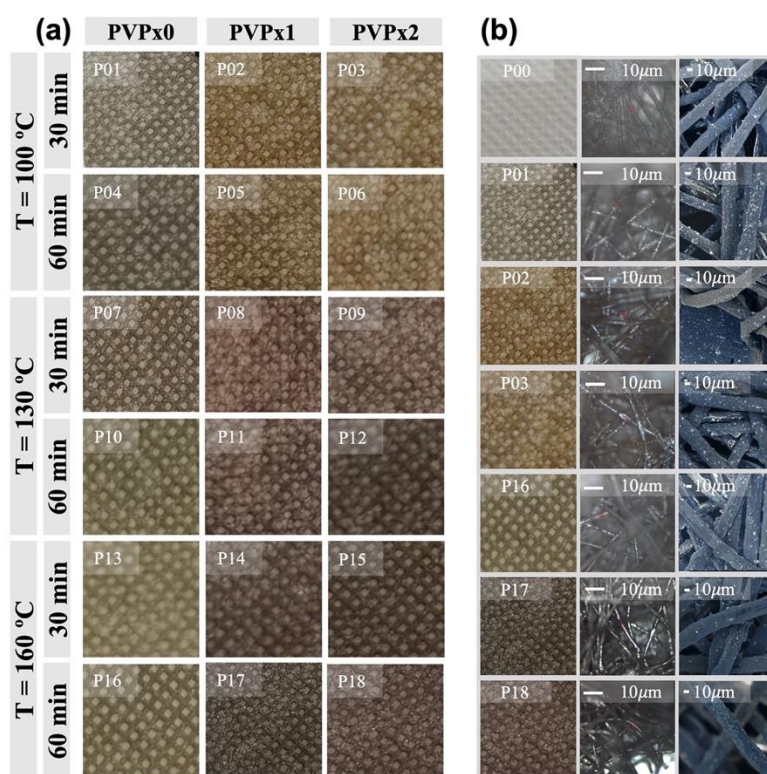 (a)
PVPx0 PVPx1 PVPx2
T = 100 ºC
30 min
P01 P02 P03
60 min
P04 P05 P06
T = 130 ºC
30 min
P07 P08 P09
60 min
P10 P11 P12
T = 160 ºC
30 min
P13 P14 P15
60 min
P16 P17 P18
(b)
P00 10μm 10μm
P01 10μm 10μm
P02 10μm 10μm
P03 10μm 10μm
P16 10μm 10μm
P17 10μm 10μm
P18 10μm 10μm